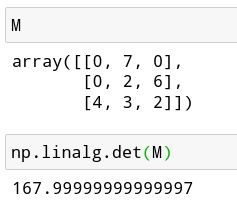 M
array([[0, 7, 0],
       [0, 2, 6],
       [4, 3, 2]])
np.linalg.det(M)
167.99999999999997